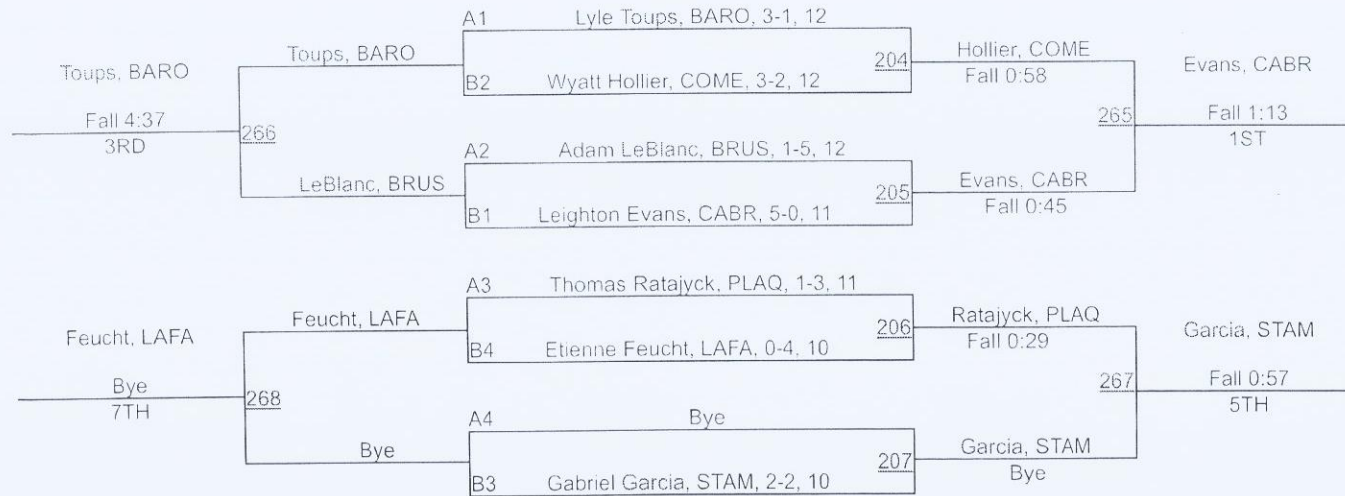 A1 Lyle Toups, BARO, 3-1, 12
Toups, BARO
204
Hollier, COME
Toups, BARO
B2 Wyatt Hollier, COME, 3-2, 12
Fall 0:58
Evans, CABR
Fall 4:37
266
265
Fall 1:13
3RD
1ST
A2 Adam LeBlanc, BRUS, 1-5, 12
LeBlanc, BRUS
205
Evans, CABR
B1 Leighton Evans, CABR, 5-0, 11
Fall 0:45
A3 Thomas Ratajyck, PLAQ, 1-3, 11
Feucht, LAFA
206
Ratajyck, PLAQ
Feucht, LAFA
B4 Etienne Feucht, LAFA, 0-4, 10
Fall 0:29
Garcia, STAM
Bye
268
267
Fall 0:57
7TH
5TH
A4 Bye
Bye
207
Garcia, STAM
B3 Gabriel Garcia, STAM, 2-2, 10
Bye